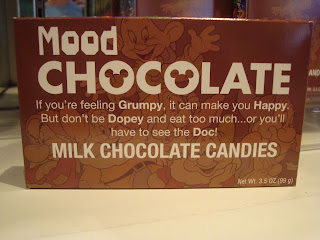 Mood
CHOCOLATE
If you're feeling Grumpy, it can make you Happy.
But don't be Dopey and eat too much...or you'll
have to see the Doc!
MILK CHOCOLATE CANDIES
Net Wt. 3.5 OZ (99 g)